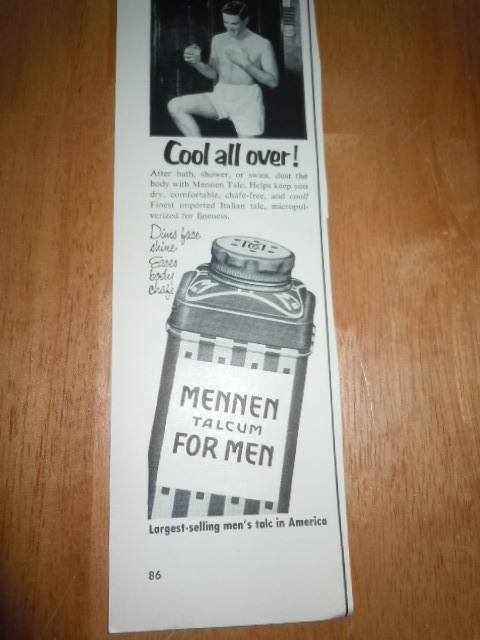 Cool all over!
After bath, shower, or swim, dust the
body with Mennen Talc. Helps keep you
dry, comfortable, chafe-free, and cool!
Finest imported Italian talc, micropul-
verized for fineness.
Dims face
shine
Eases
body
chafe
MENNEN
TALCUM
FOR MEN
Largest-selling men's talc in America
86